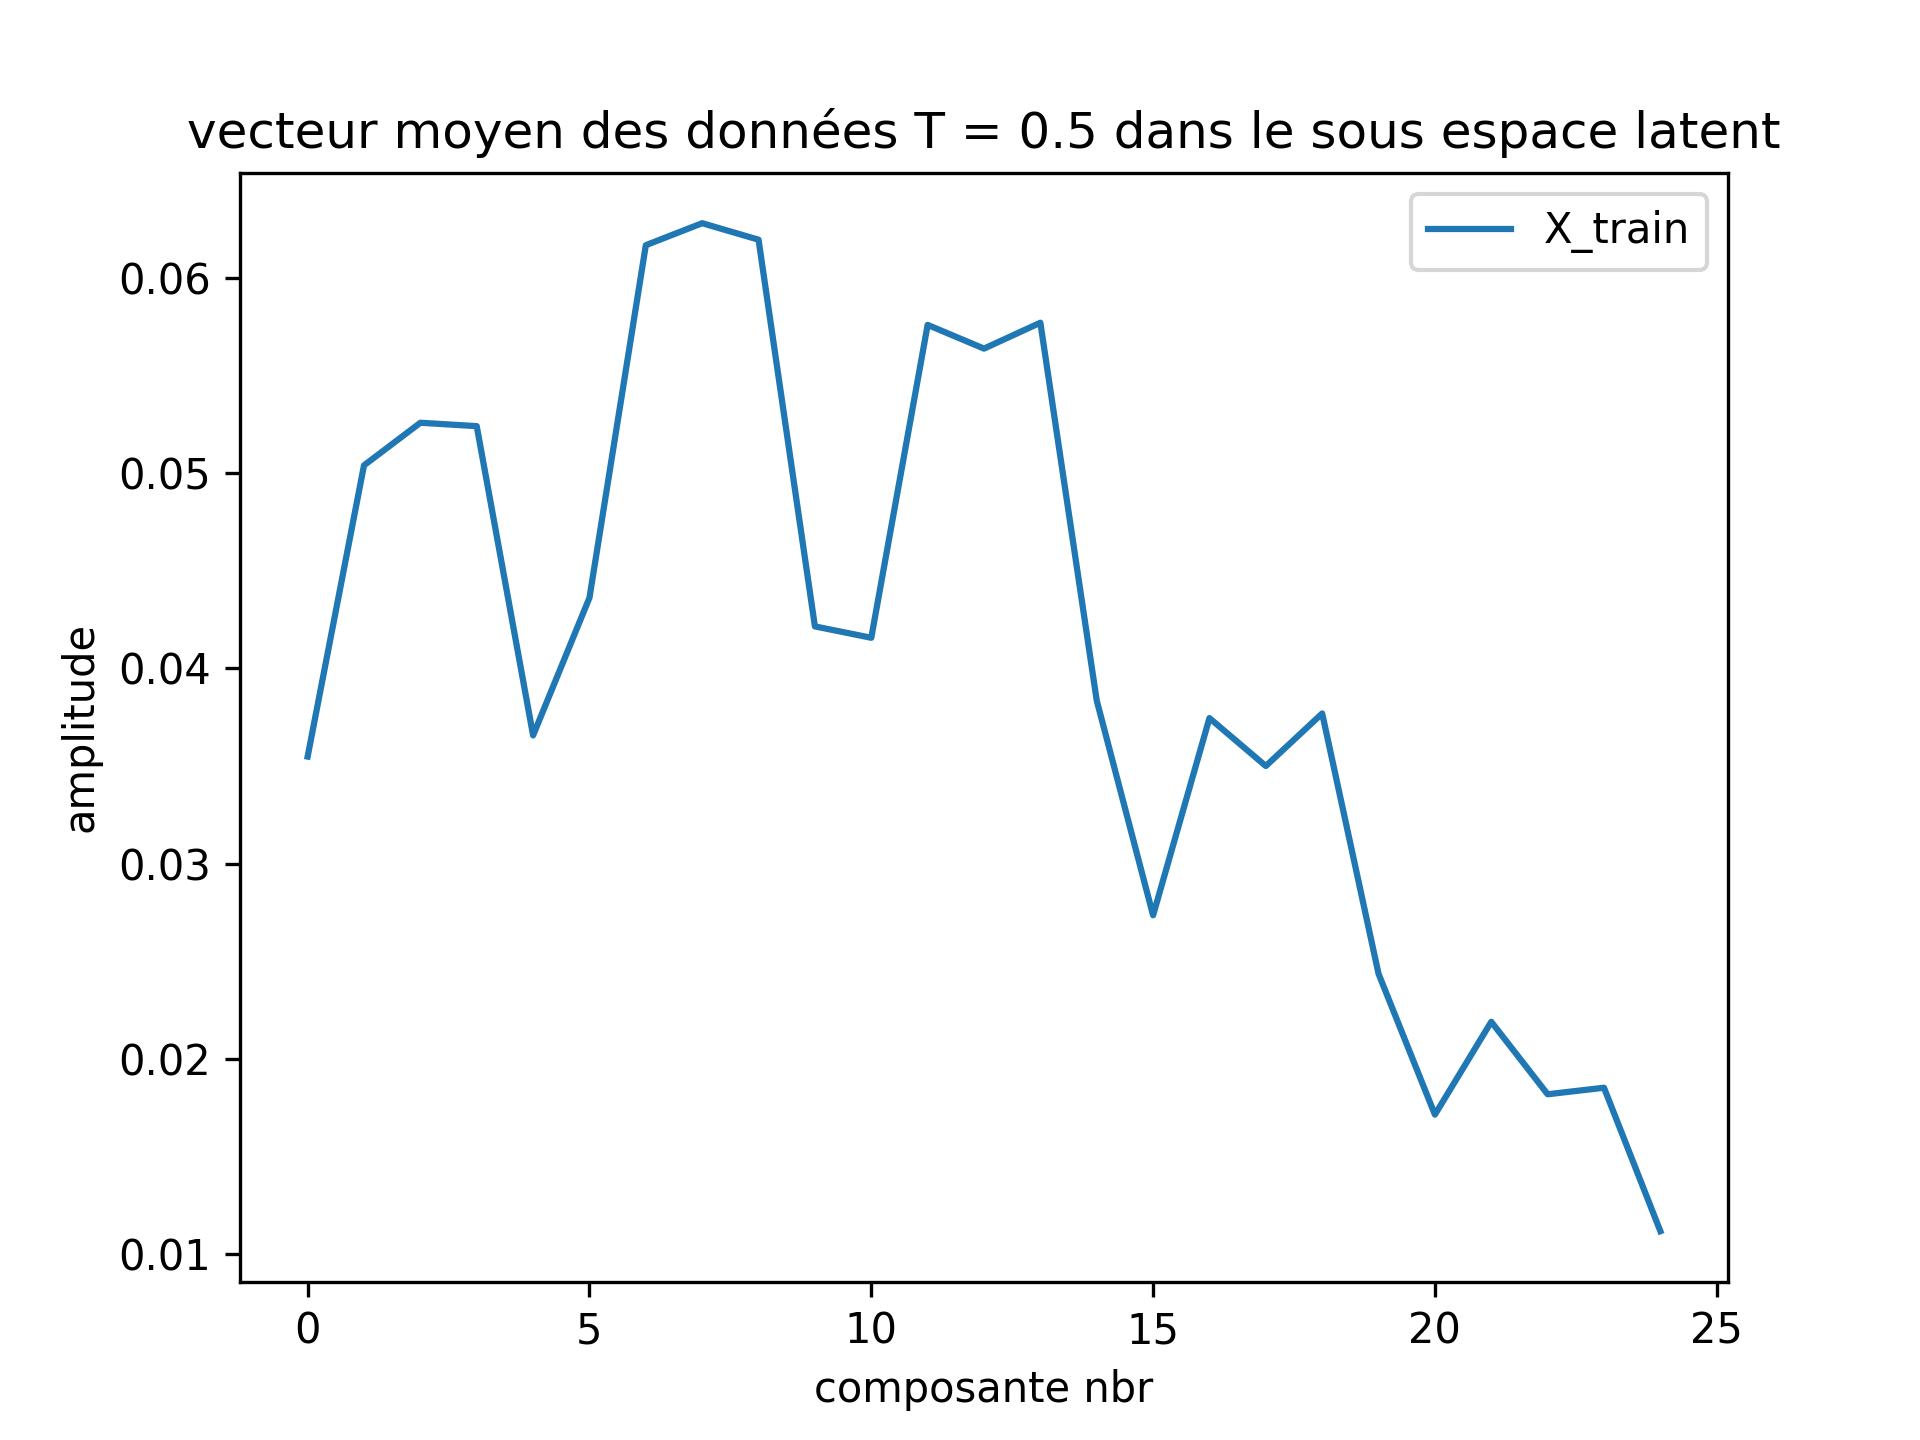 vecteur moyen des données T = 0.5 dans le sous espace latent
X_train
amplitude
0.06
0.05
0.04
0.03
0.02
0.01
0 5 10 15 20 25
composante nbr